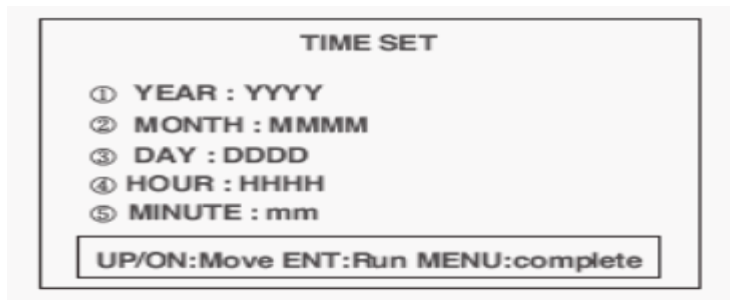 TIME SET
① YEAR : YYYY
② MONTH : MMMM
③ DAY : DDDD
④ HOUR : HHHH
⑤ MINUTE : mm
UP/ON:Move ENT:Run MENU:complete